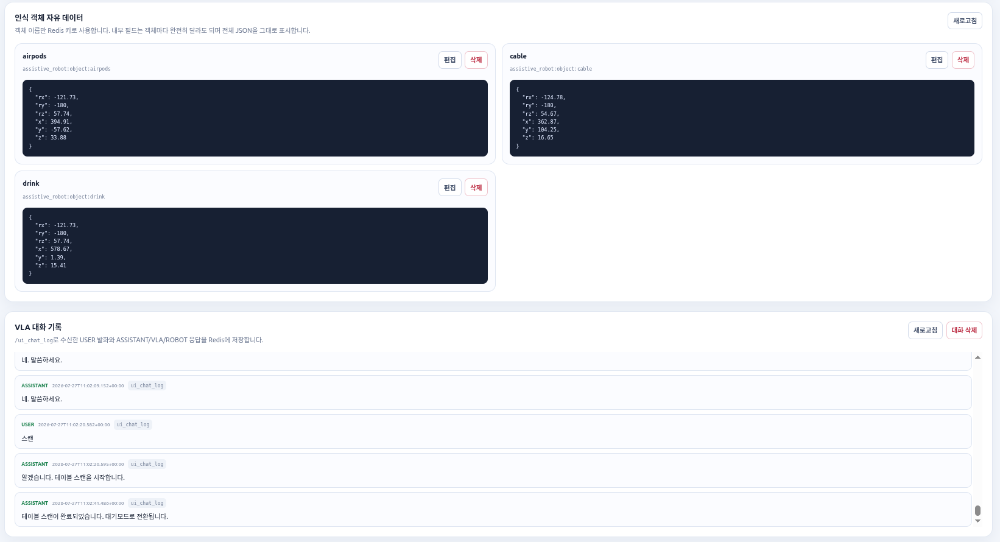 인식 객체 자유 데이터
새로고침
객체 이름만 Redis 키로 사용합니다. 내부 필드는 객체마다 완전히 달라도 되며 전체 JSON을 그대로 표시합니다.
airpods
편집
삭제
assistive_robot:object:airpods
{
"rx": -121.73,
"ry": -180,
"rz": 57.74,
"x": 394.91,
"y": -57.62,
"z": 33.88
}
cable
편집
삭제
assistive_robot:object:cable
{
"rx": -124.78,
"ry": -180,
"rz": 54.67,
"x": 362.87,
"y": 104.25,
"z": 16.65
}
drink
편집
삭제
assistive_robot:object:drink
{
"rx": -121.73,
"ry": -180,
"rz": 57.74,
"x": 578.67,
"y": 1.39,
"z": 15.41
}
VLA 대화 기록
새로고침
대화 삭제
/ui_chat_log로 수신한 USER 발화와 ASSISTANT/VLA/ROBOT 응답을 Redis에 저장합니다.
네. 말씀하세요.
ASSISTANT 2026-07-27T11:02:09.152+00:00 ui_chat_log
네. 말씀하세요.
USER 2026-07-27T11:02:20.582+00:00 ui_chat_log
스캔
ASSISTANT 2026-07-27T11:02:20.595+00:00 ui_chat_log
알겠습니다. 테이블 스캔을 시작합니다.
ASSISTANT 2026-07-27T11:02:41.486+00:00 ui_chat_log
테이블 스캔이 완료되었습니다. 대기모드로 전환됩니다.